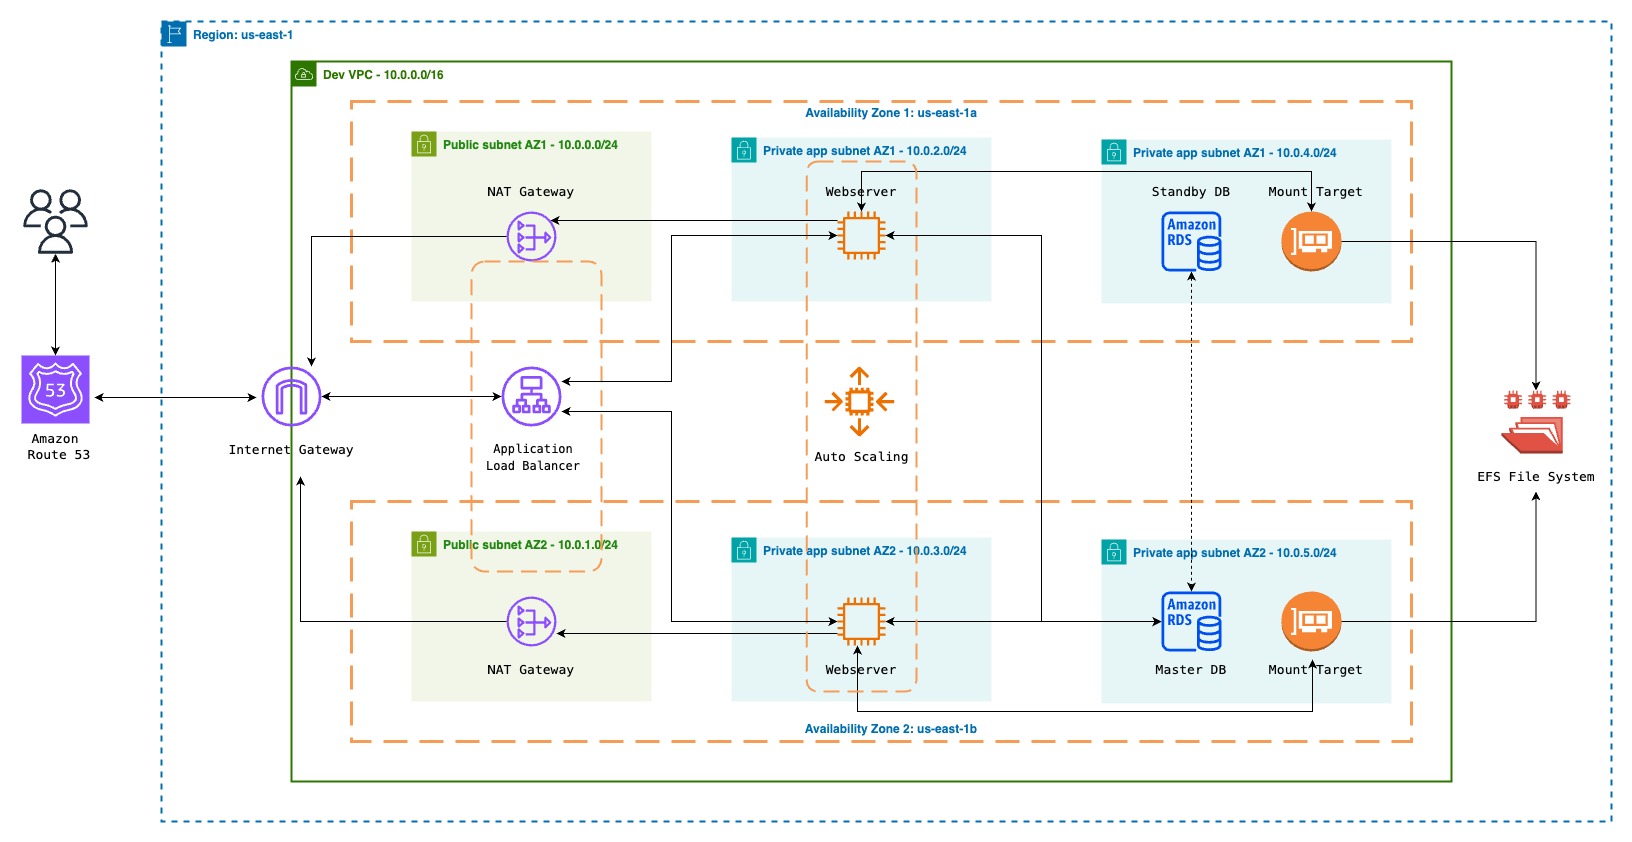 Region: us-east-1
Dev VPC - 10.0.0.0/16
Availability Zone 1: us-east-1a
Public subnet AZ1 - 10.0.0.0/24
Private app subnet AZ1 - 10.0.2.0/24
Private app subnet AZ1 - 10.0.4.0/24
NAT Gateway
Webserver
Standby DB
Mount Target
Amazon
RDS
53
Amazon
Route 53
Internet Gateway
Application
Load Balancer
Auto Scaling
EFS File System
Public subnet AZ2 - 10.0.1.0/24
Private app subnet AZ2 - 10.0.3.0/24
Private app subnet AZ2 - 10.0.5.0/24
Amazon
RDS
NAT Gateway
Webserver
Master DB
Mount Target
Availability Zone 2: us-east-1b